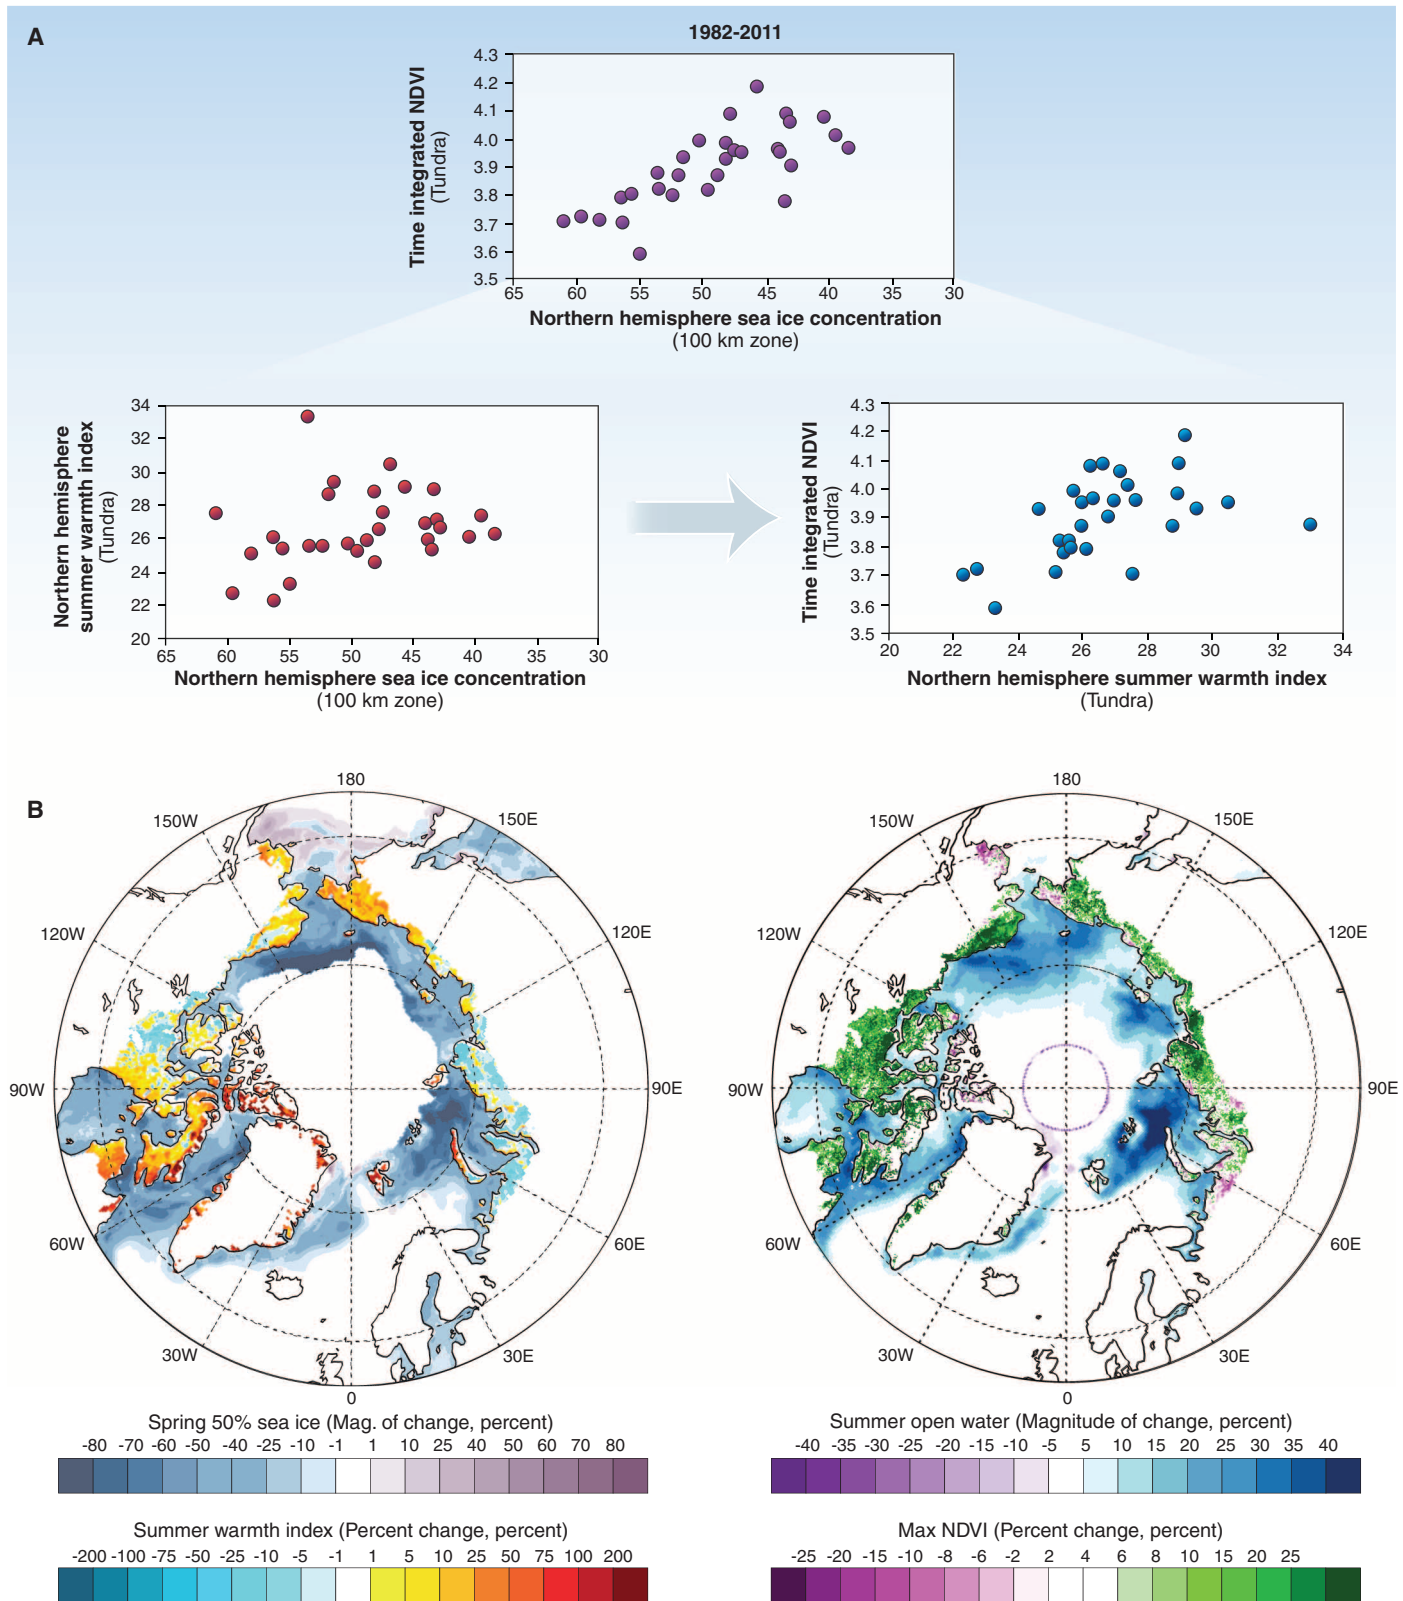 A
1982-2011
Time integrated NDVI
(Tundra)
4.3
4.2
4.1
4.0
3.9
3.8
3.7
3.6
3.5
65 60 55 50 45 40 35 30
Northern hemisphere sea ice concentration
(100 km zone)
Northern hemisphere
summer warmth index
(Tundra)
34
32
30
28
26
24
22
20
65 60 55 50 45 40 35 30
Northern hemisphere sea ice concentration
(100 km zone)
Time integrated NDVI
(Tundra)
4.3
4.2
4.1
4.0
3.9
3.8
3.7
3.6
3.5
20 22 24 26 28 30 32 34
Northern hemisphere summer warmth index
(Tundra)
B
180
150W 150E
120W 120E
90W 90E
60W 60E
30W 30E
0
Spring 50% sea ice (Mag. of change, percent)
-80 -70 -60 -50 -40 -25 -10 -1 1 10 25 40 50 60 70 80
Summer warmth index (Percent change, percent)
-200 -100 -75 -50 -25 -10 -5 -1 1 5 10 25 50 75 100 200
180
150W 150E
120W 120E
90W 90E
60W 60E
30W 30E
0
Summer open water (Magnitude of change, percent)
-40 -35 -30 -25 -20 -15 -10 -5 5 10 15 20 25 30 35 40
Max NDVI (Percent change, percent)
-25 -20 -15 -10 -8 -6 -2 2 4 6 8 10 15 20 25